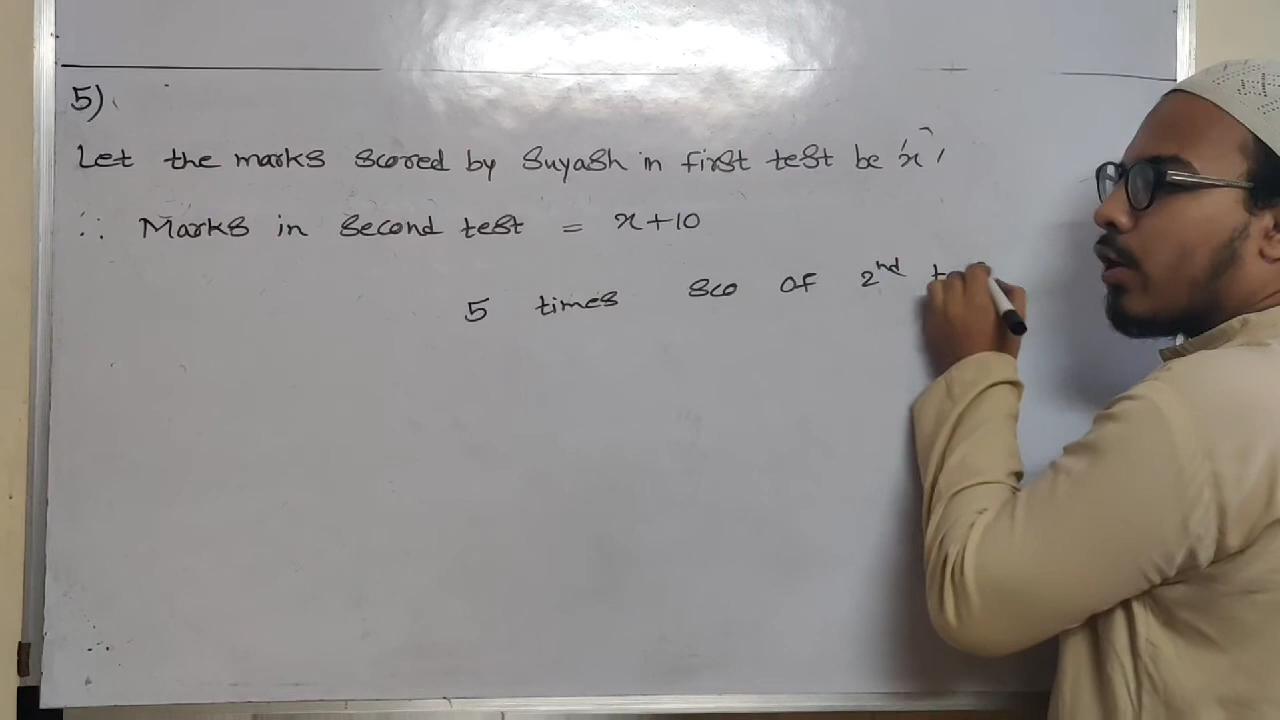 5)
Let the marks scored by Suyash in first test be 'x'
∴ Marks in second test = x+10
5 times sco of 2nd